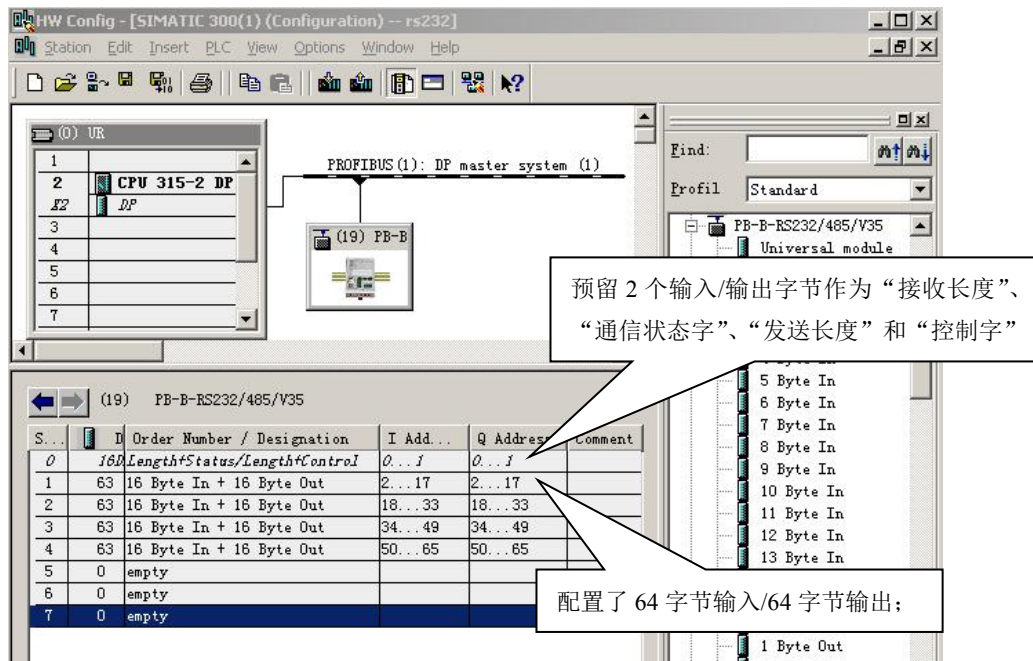 HW Config - [SIMATIC 300(1) (Configuration) -- rs232]
Station Edit Insert PLC View Options Window Help
(0) UR
1
2 CPU 315-2 DP
X2 DP
3
4
5
6
7
PROFIBUS(1): DP master system (1)
(19) PB-B
Find:
Profil Standard
PB-B-RS232/485/V35
Universal module
预留 2 个输入/输出字节作为“接收长度”、
“通信状态字”、“发送长度”和“控制字”
5 Byte In
6 Byte In
7 Byte In
8 Byte In
9 Byte In
10 Byte In
11 Byte In
12 Byte In
13 Byte In
(19) PB-B-RS232/485/V35
S... D Order Number / Designation I Add... Q Address Comment
0 16D Length+Status/Length+Control 0...1 0...1
1 63 16 Byte In + 16 Byte Out 2...17 2...17
2 63 16 Byte In + 16 Byte Out 18...33 18...33
3 63 16 Byte In + 16 Byte Out 34...49 34...49
4 63 16 Byte In + 16 Byte Out 50...65 50...65
5 0 empty
6 0 empty
7 0 empty
配置了 64 字节输入/64 字节输出；
1 Byte Out